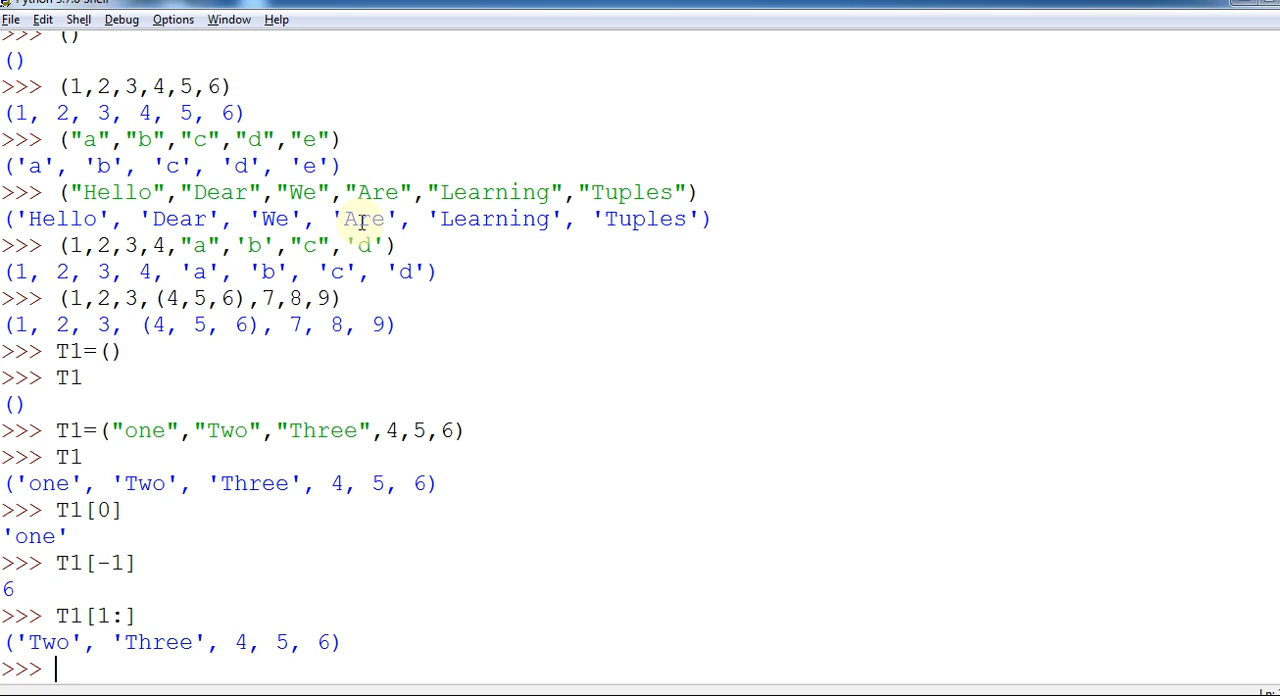 File Edit Shell Debug Options Window Help
>>> ()
()
>>> (1,2,3,4,5,6)
(1, 2, 3, 4, 5, 6)
>>> ("a","b","c","d","e")
('a', 'b', 'c', 'd', 'e')
>>> ("Hello","Dear","We","Are","Learning","Tuples")
('Hello', 'Dear', 'We', 'Are', 'Learning', 'Tuples')
>>> (1,2,3,4,"a",'b',"c",'d')
(1, 2, 3, 4, 'a', 'b', 'c', 'd')
>>> (1,2,3,(4,5,6),7,8,9)
(1, 2, 3, (4, 5, 6), 7, 8, 9)
>>> T1=()
>>> T1
()
>>> T1=("one","Two","Three",4,5,6)
>>> T1
('one', 'Two', 'Three', 4, 5, 6)
>>> T1[0]
'one'
>>> T1[-1]
6
>>> T1[1:]
('Two', 'Three', 4, 5, 6)
>>>